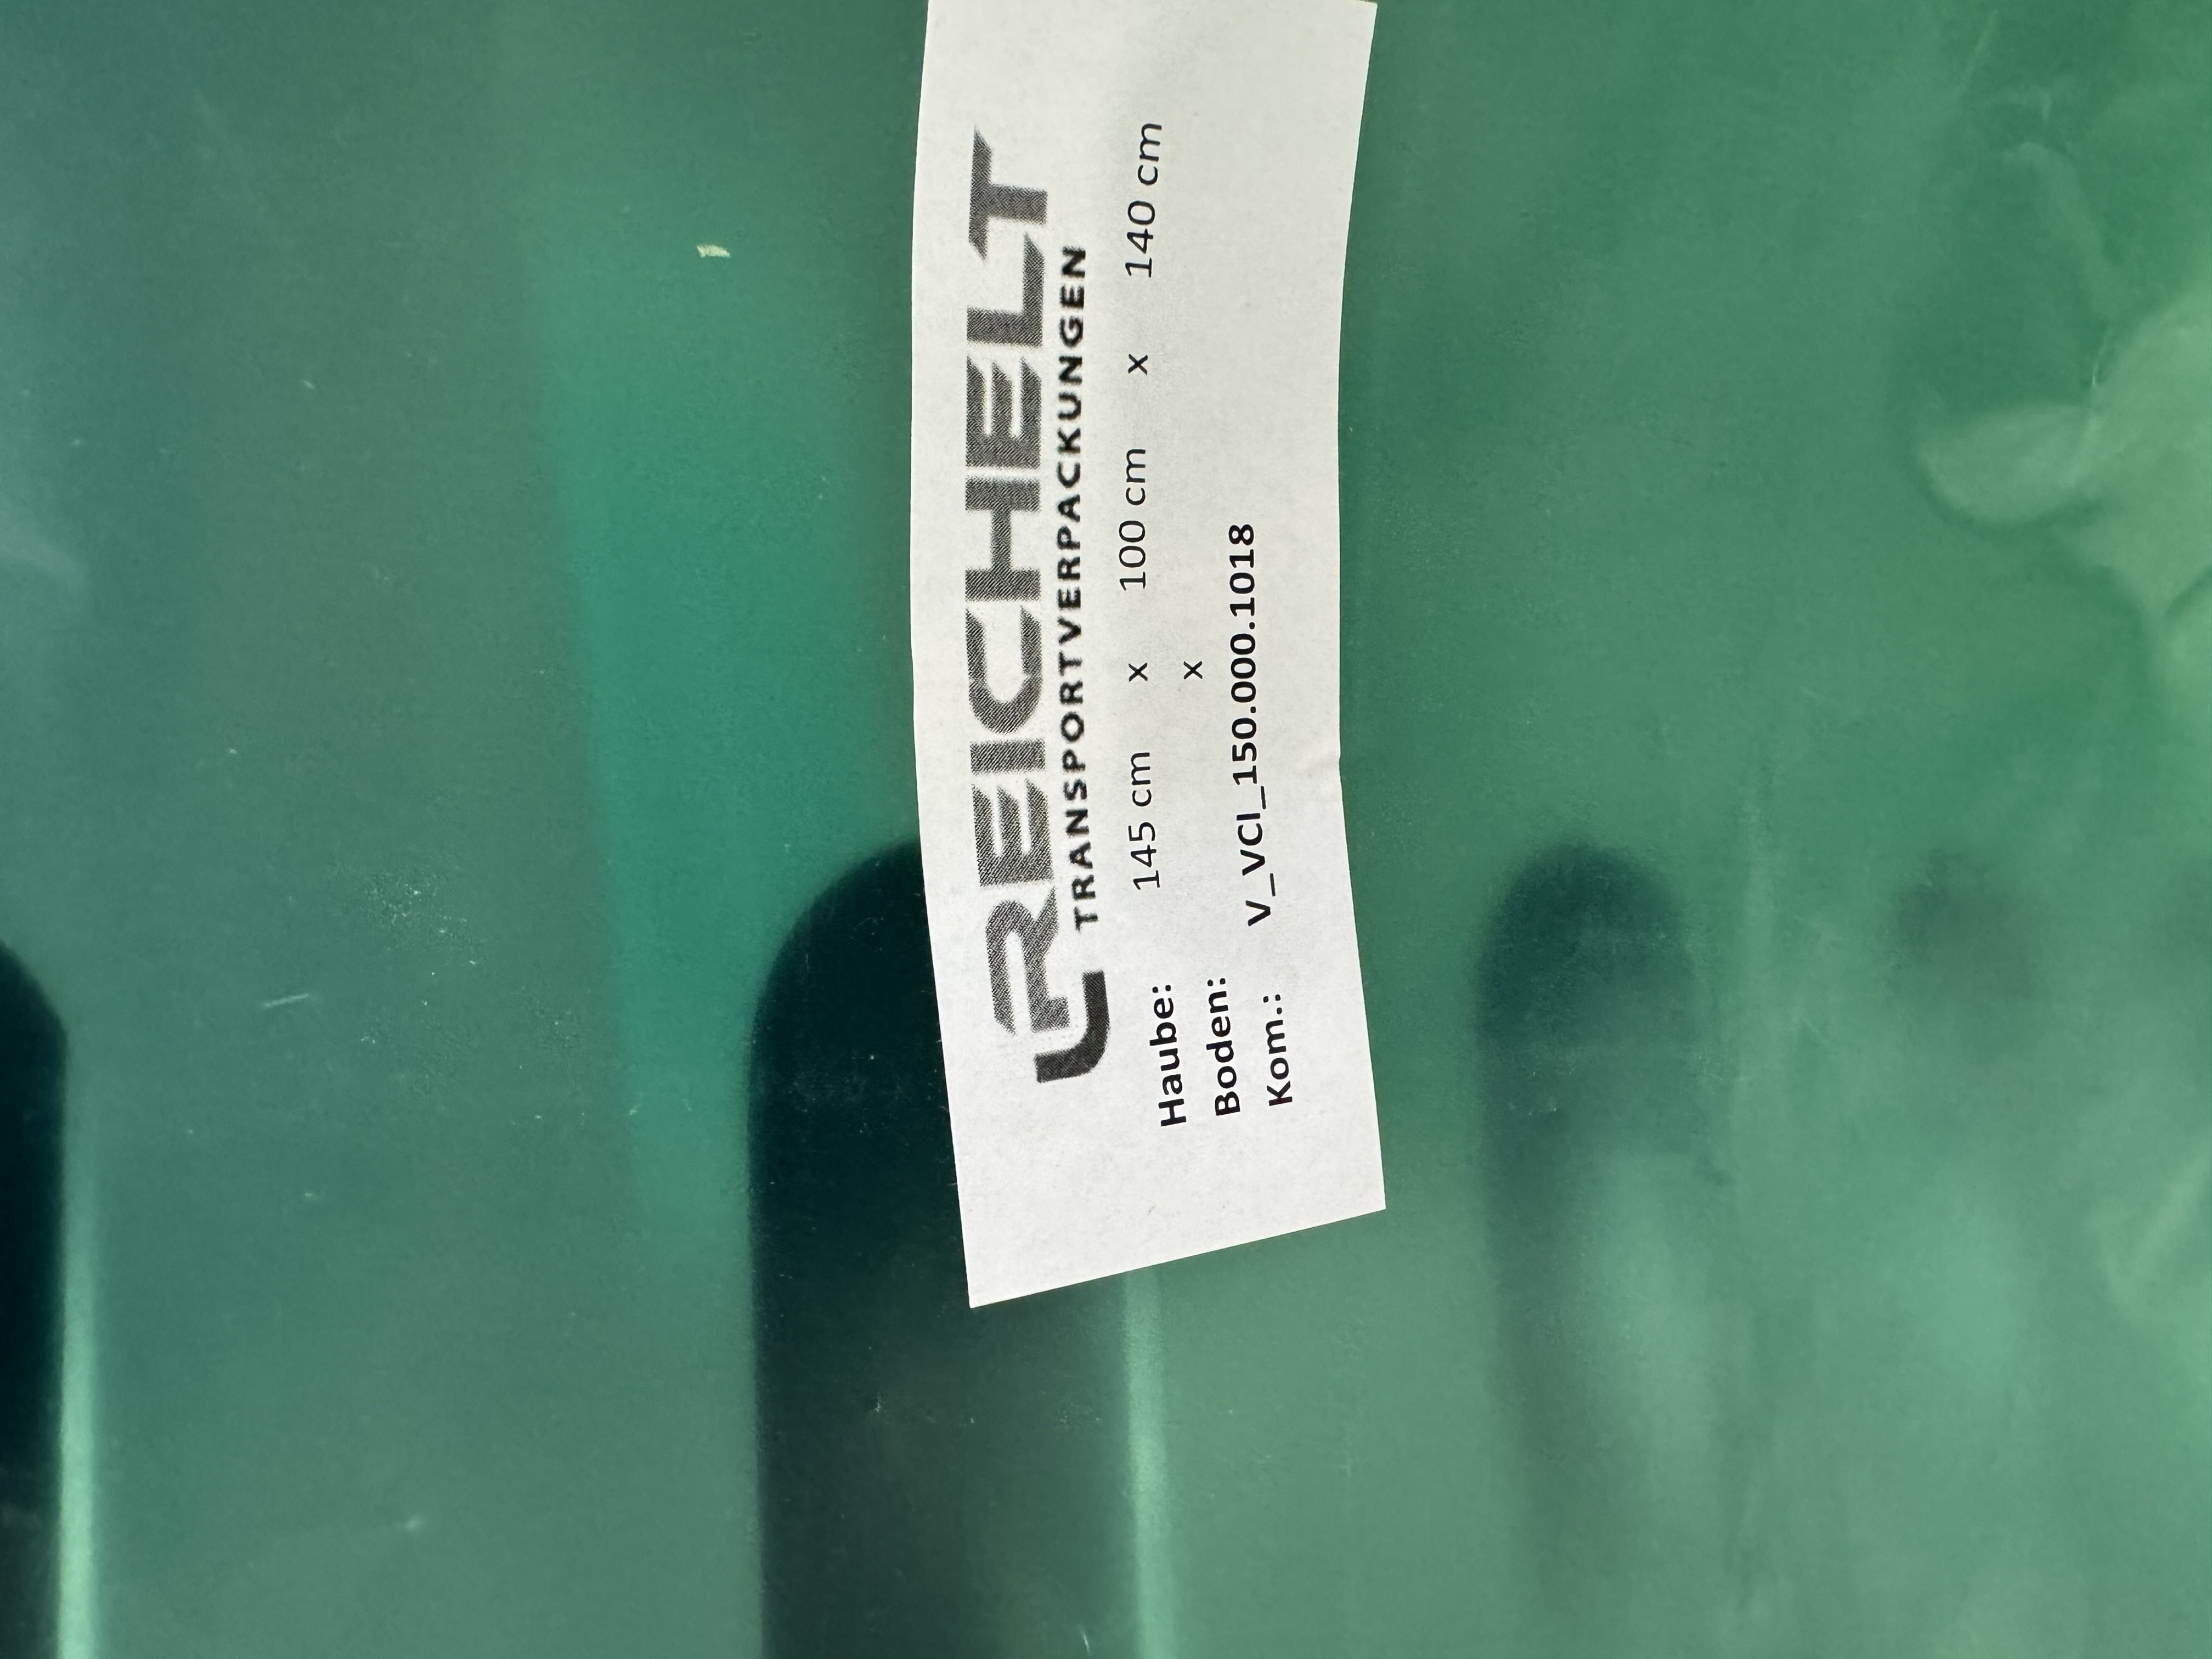 REICHELT
TRANSPORTVERPACKUNGEN
Haube: 145 cm x 100 cm x 140 cm
Boden: x
Kom.: V_VCI_150.000.1018